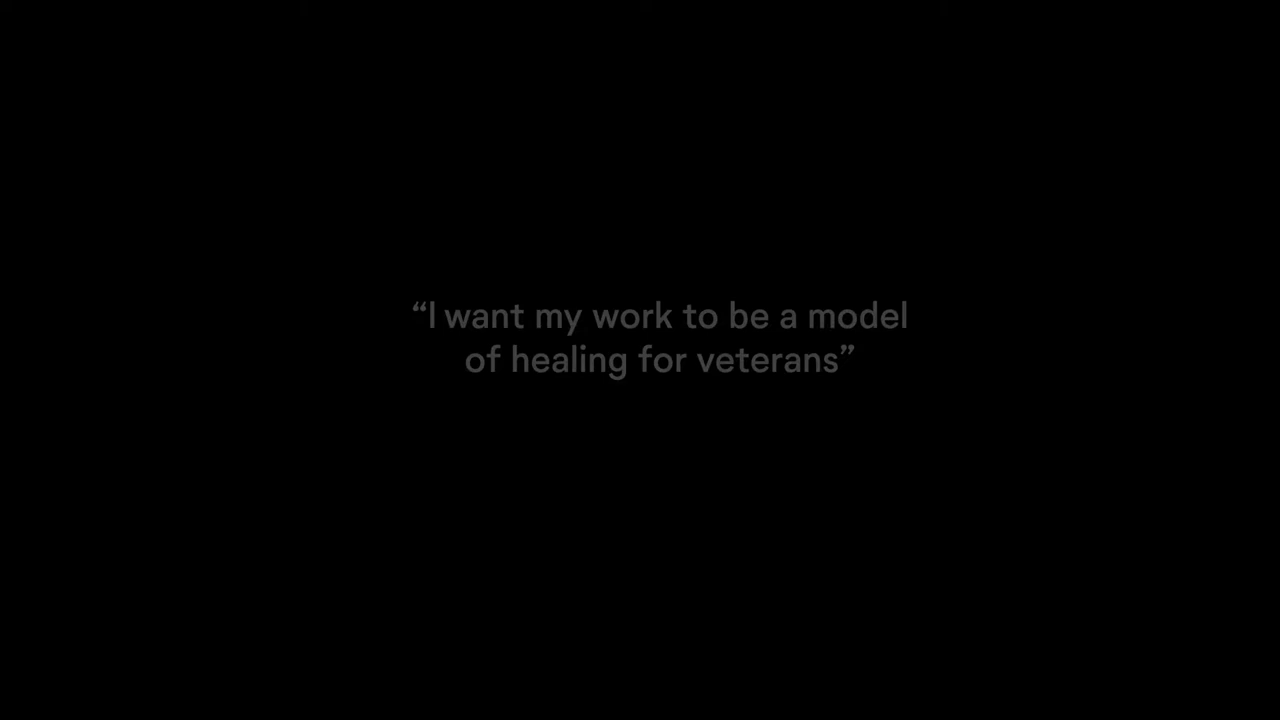 “I want my work to be a model
of healing for veterans”